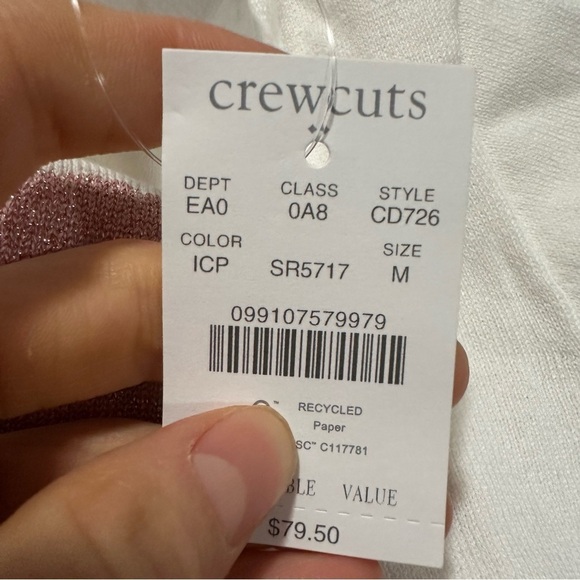 crewcuts
DEPT CLASS STYLE
EA0 0A8 CD726
COLOR SIZE
ICP SR5717 M
099107579979
RECYCLED
Paper
C117781
VALUE
$79.50